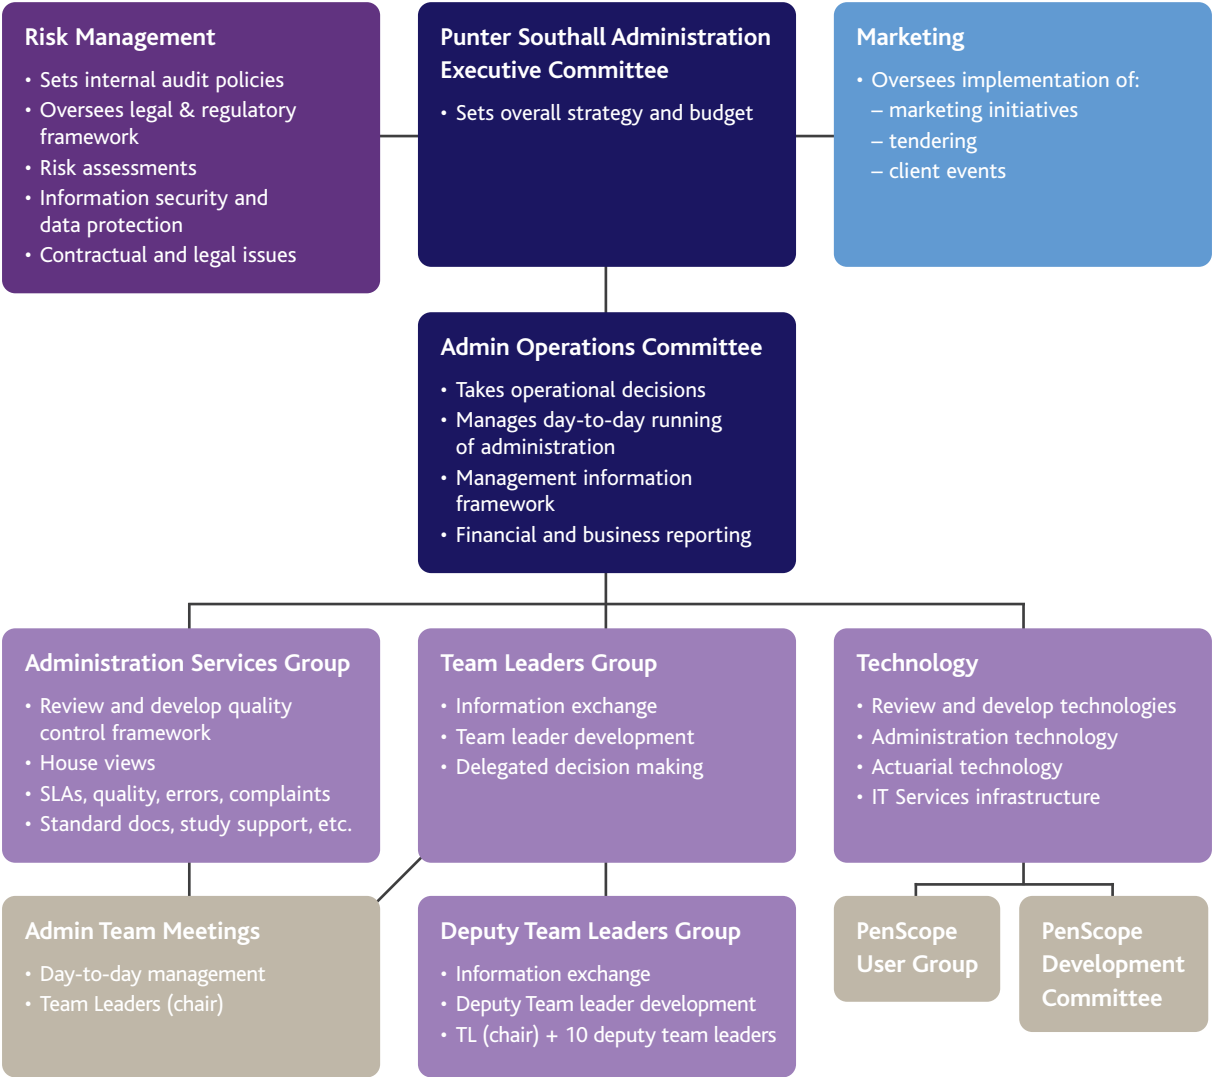 Risk Management
• Sets internal audit policies
• Oversees legal & regulatory
framework
• Risk assessments
• Information security and
data protection
• Contractual and legal issues
Punter Southall Administration
Executive Committee
• Sets overall strategy and budget
Marketing
• Oversees implementation of:
– marketing initiatives
– tendering
– client events
Admin Operations Committee
• Takes operational decisions
• Manages day-to-day running
of administration
• Management information
framework
• Financial and business reporting
Administration Services Group
• Review and develop quality
control framework
• House views
• SLAs, quality, errors, complaints
• Standard docs, study support, etc.
Team Leaders Group
• Information exchange
• Team leader development
• Delegated decision making
Technology
• Review and develop technologies
• Administration technology
• Actuarial technology
• IT Services infrastructure
Admin Team Meetings
• Day-to-day management
• Team Leaders (chair)
Deputy Team Leaders Group
• Information exchange
• Deputy Team leader development
• TL (chair) + 10 deputy team leaders
PenScope
User Group
PenScope
Development
Committee